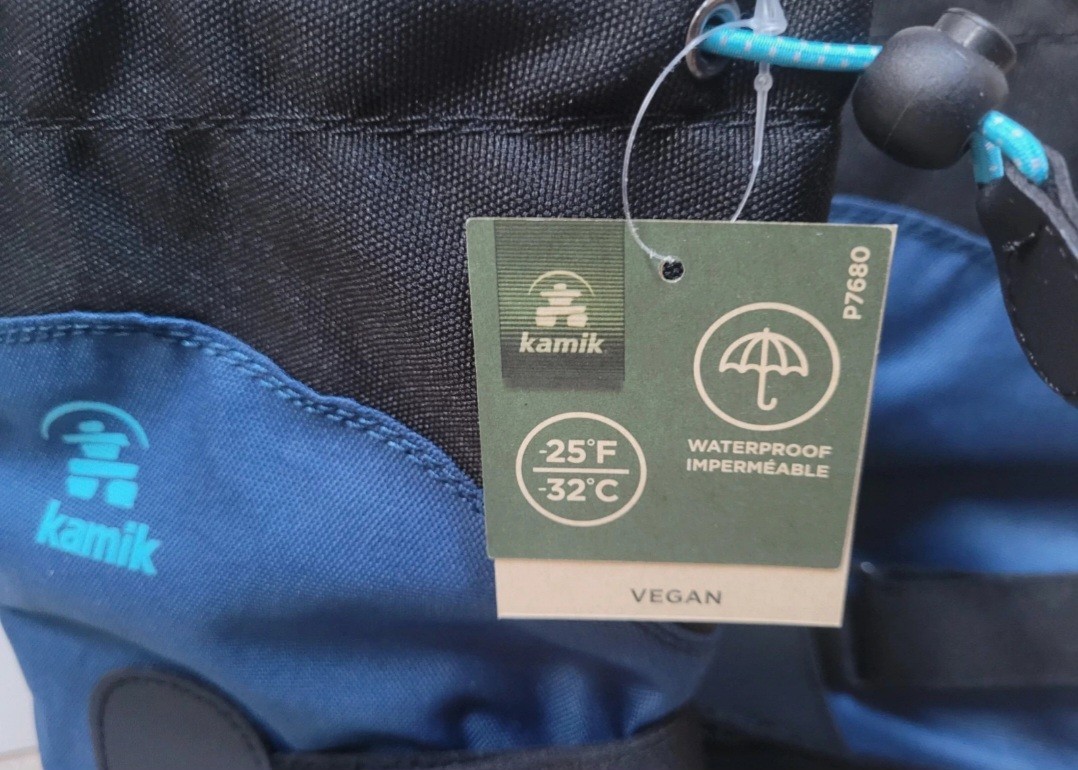 kamik
P7680
-25°F
-32°C
WATERPROOF
IMPERMÉABLE
VEGAN
kamik